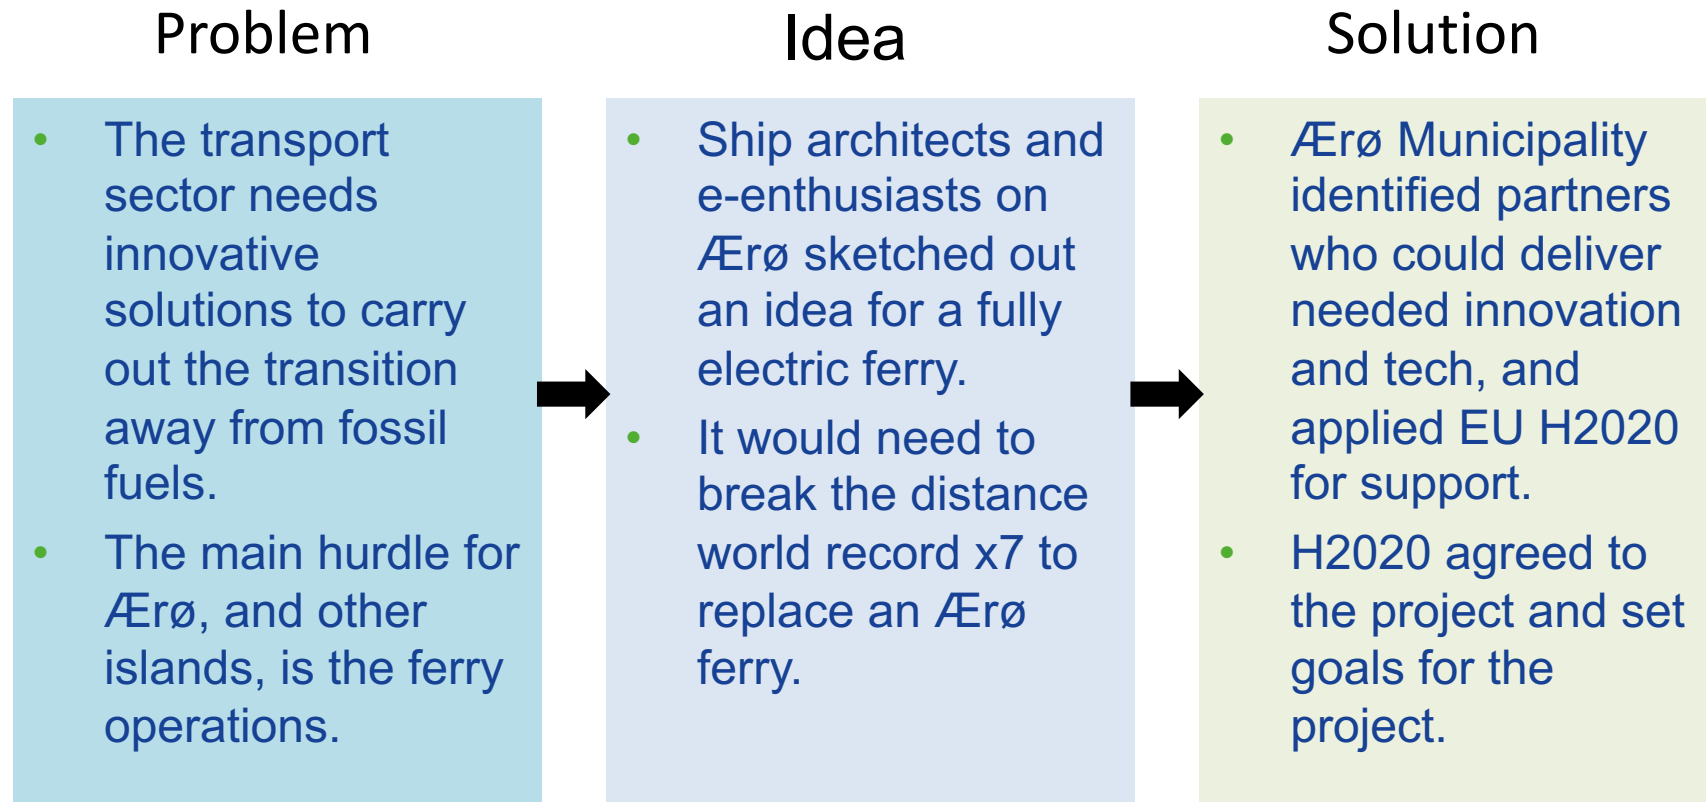 Problem
• The transport
sector needs
innovative
solutions to carry
out the transition
away from fossil
fuels.
• The main hurdle for
Ærø, and other
islands, is the ferry
operations.
Idea
• Ship architects and
e-enthusiasts on
Ærø sketched out
an idea for a fully
electric ferry.
• It would need to
break the distance
world record x7 to
replace an Ærø
ferry.
Solution
• Ærø Municipality
identified partners
who could deliver
needed innovation
and tech, and
applied EU H2020
for support.
• H2020 agreed to
the project and set
goals for the
project.